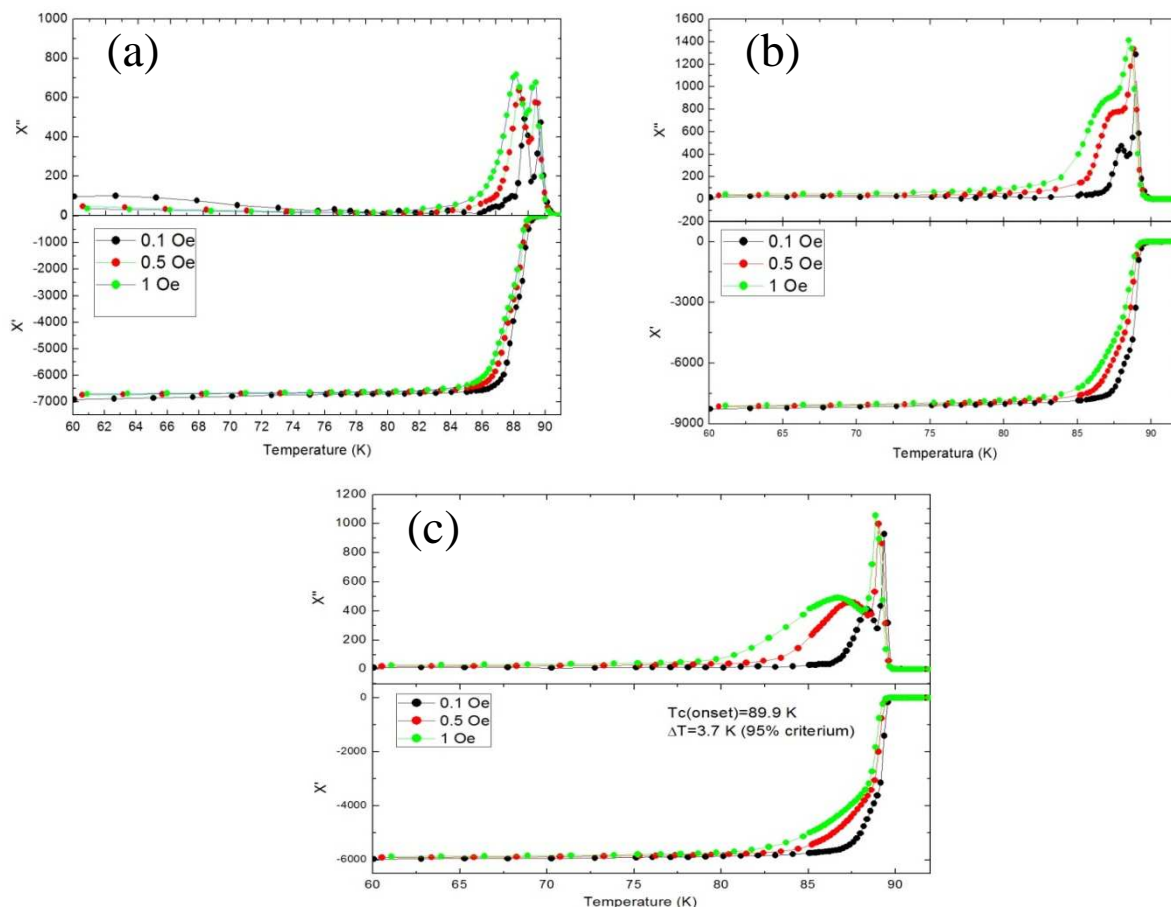 (a)
1000
800
600
400
200
0
-1000
-2000
-3000
-4000
-5000
-6000
-7000
X"
X'
0.1 Oe
0.5 Oe
1 Oe
60 62 64 66 68 70 72 74 76 78 80 82 84 86 88 90
Temperature (K)
(b)
1600
1400
1200
1000
800
600
400
200
0
-200
0
-3000
-6000
-9000
X"
X'
0.1 Oe
0.5 Oe
1 Oe
60 65 70 75 80 85 90
Temperatura (K)
(c)
1200
1000
800
600
400
200
0
0
-2000
-4000
-6000
X"
X'
0.1 Oe
0.5 Oe
1 Oe
Tc(onset)=89.9 K
ΔT=3.7 K (95% criterium)
60 65 70 75 80 85 90
Temperature (K)